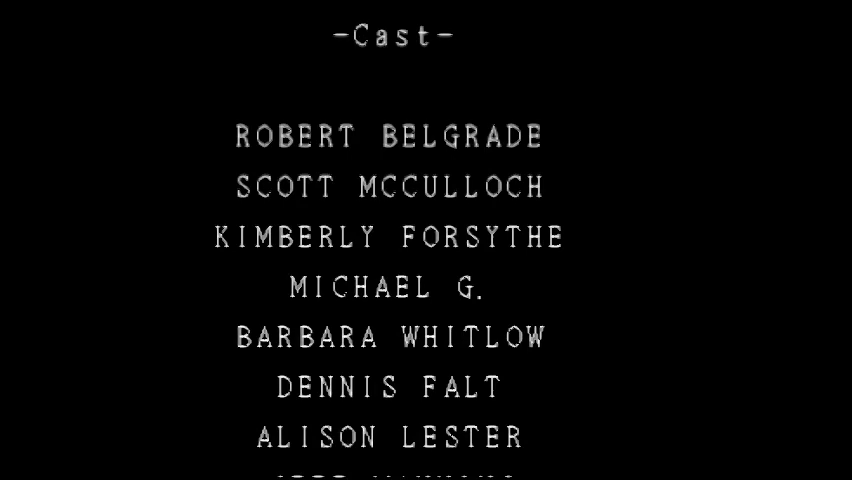 -Cast-
ROBERT BELGRADE
SCOTT MCCULLOCH
KIMBERLY FORSYTHE
MICHAEL G.
BARBARA WHITLOW
DENNIS FALT
ALISON LESTER